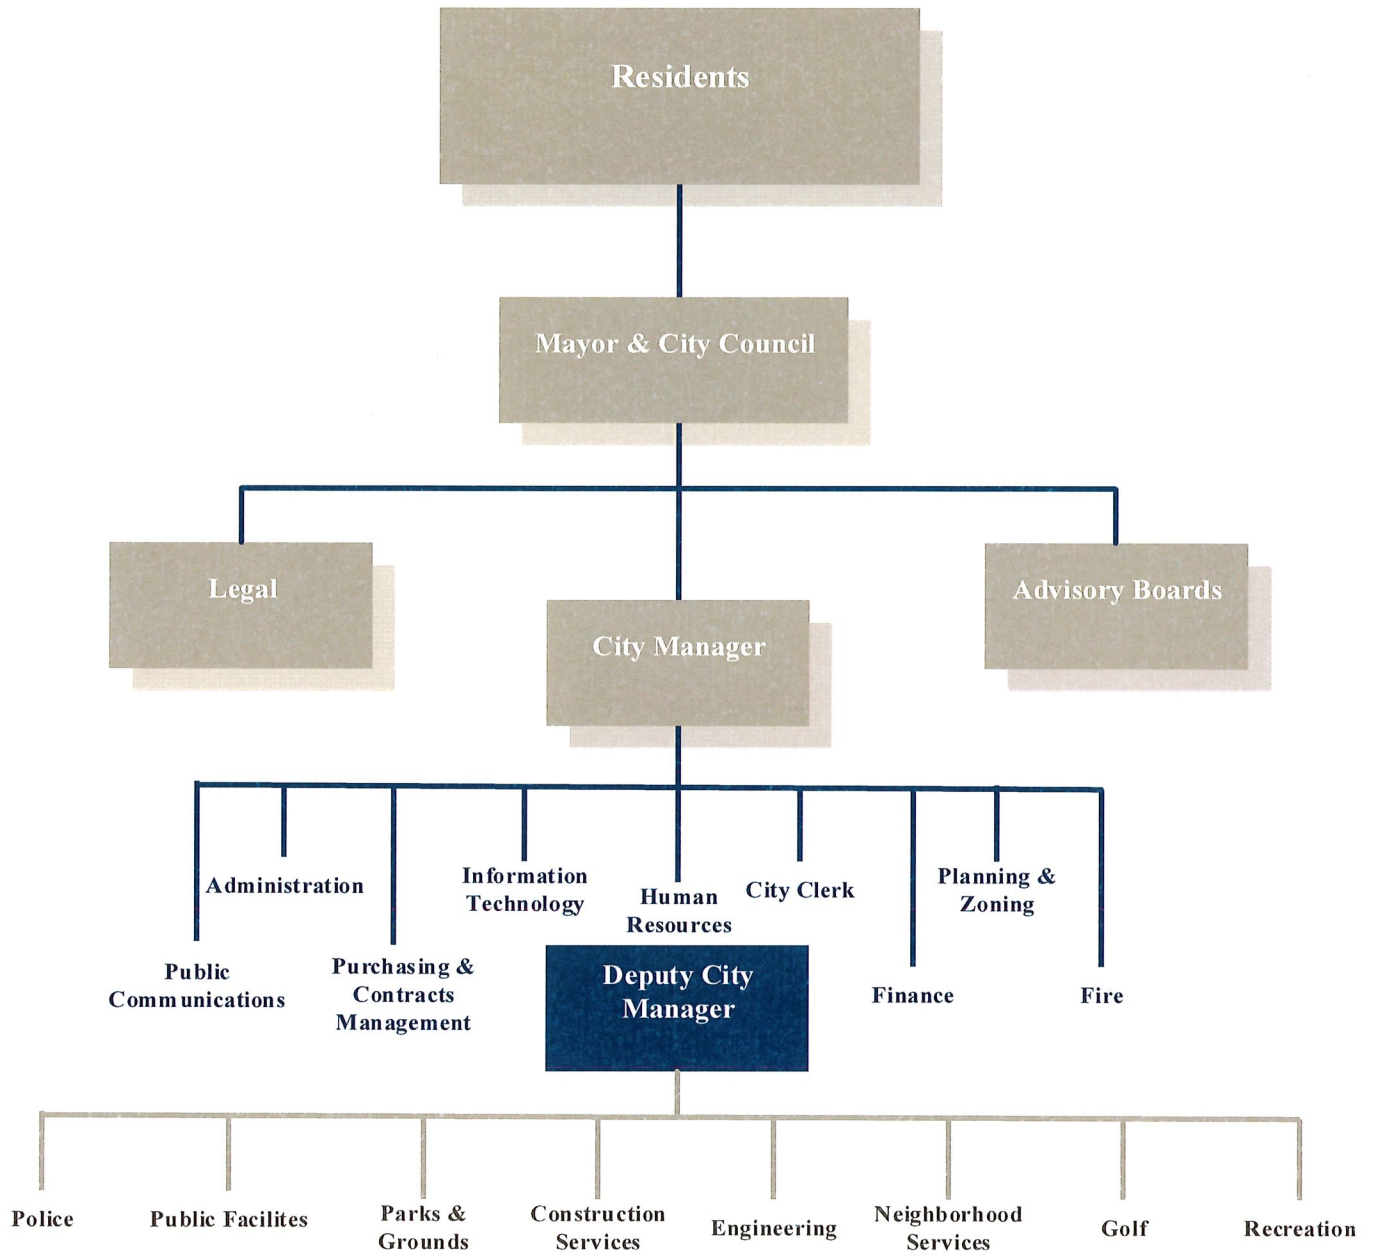 Residents
Mayor & City Council
Legal
Advisory Boards
City Manager
Administration
Information
Technology
Human
Resources
City Clerk
Planning &
Zoning
Public
Communications
Purchasing &
Contracts
Management
Deputy City
Manager
Finance
Fire
Police
Public Facilites
Parks &
Grounds
Construction
Services
Engineering
Neighborhood
Services
Golf
Recreation